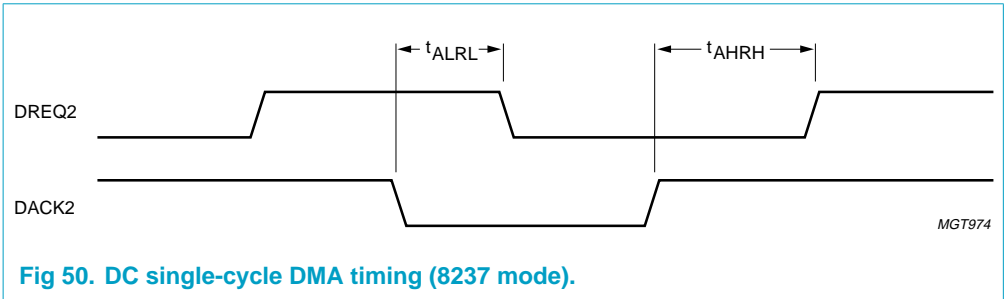 tALRL
tAHRH
DREQ2
DACK2
MGT974
Fig 50. DC single-cycle DMA timing (8237 mode).